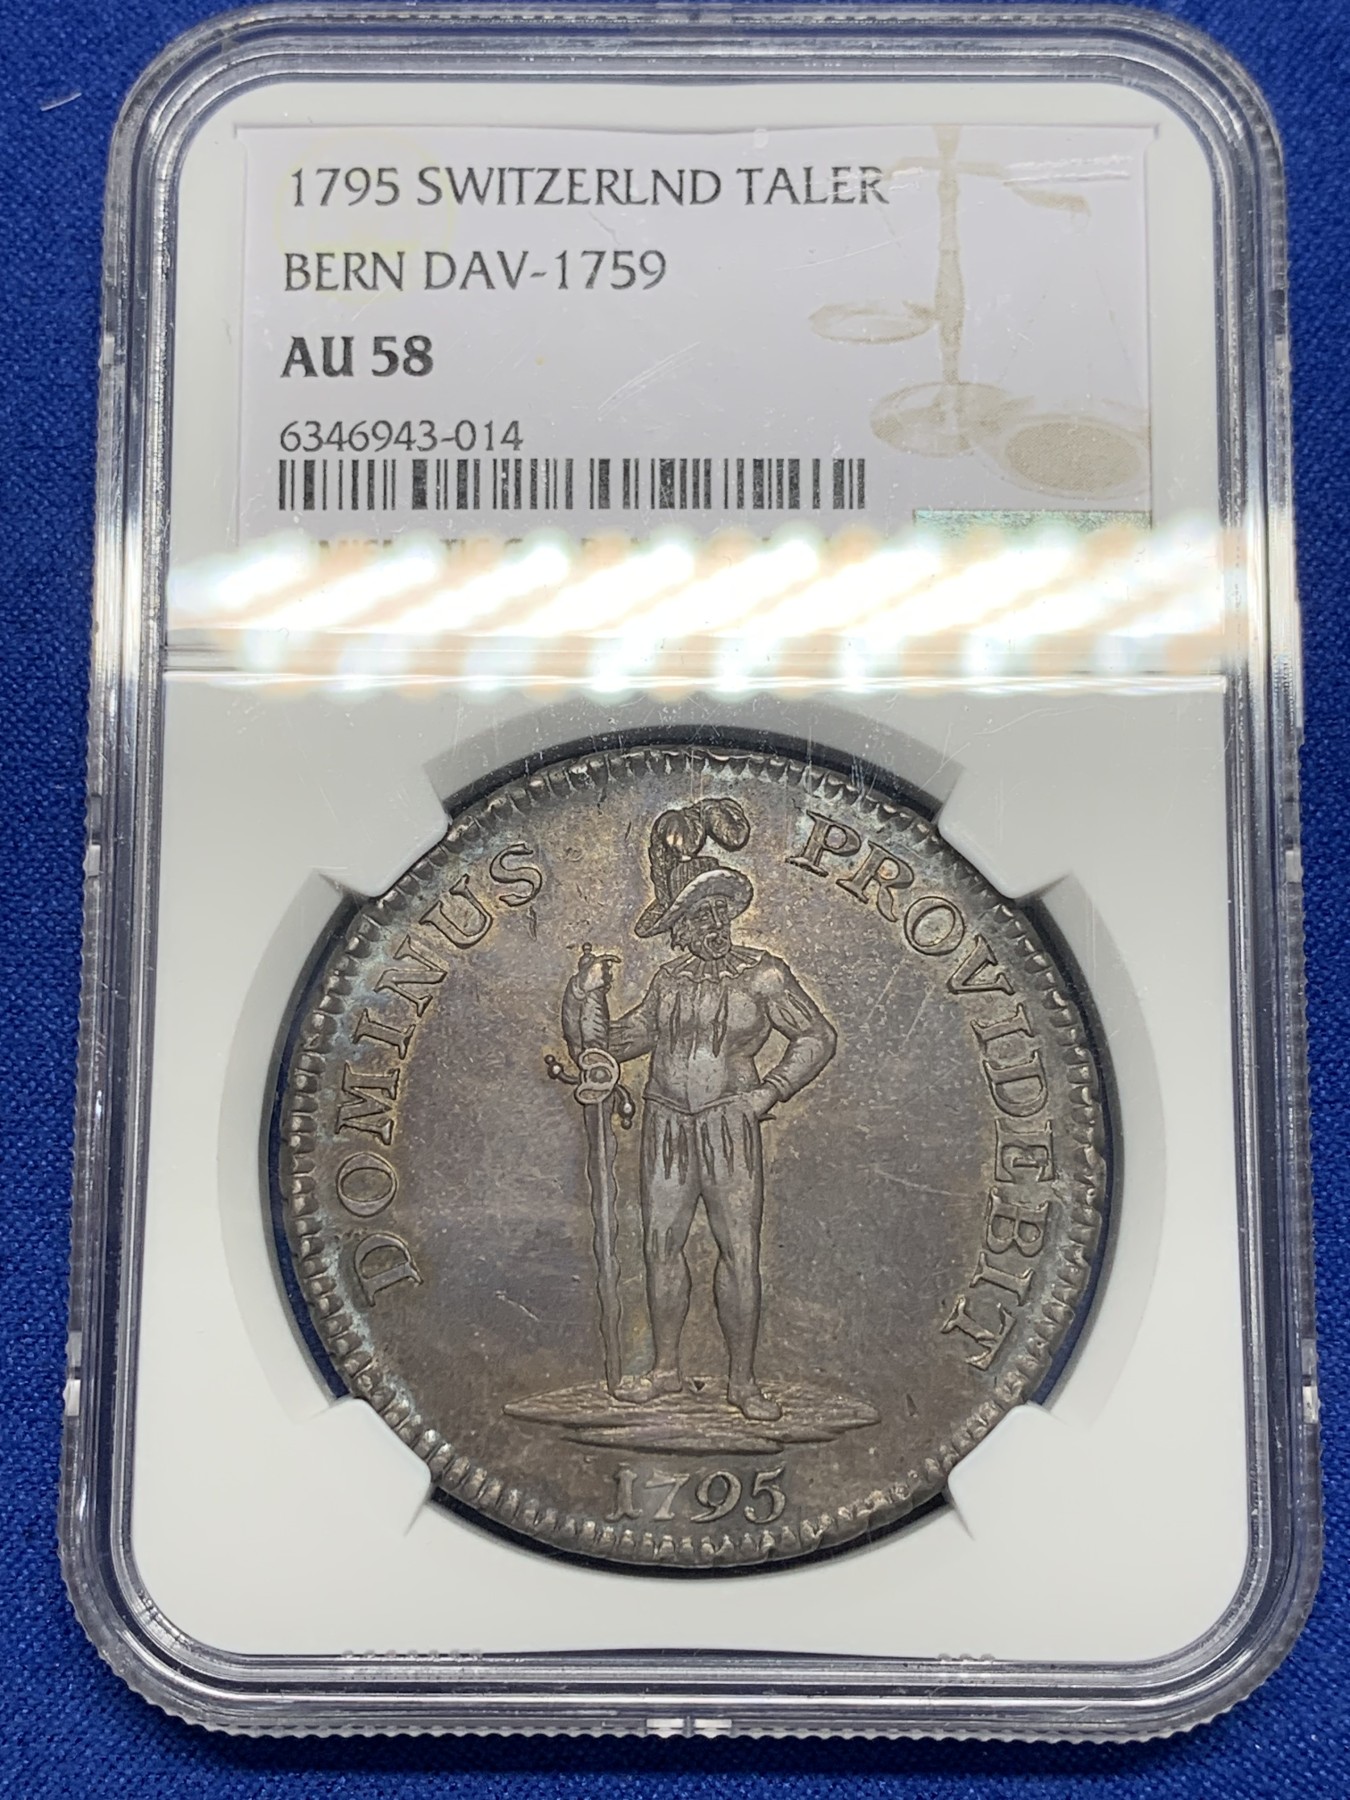 1795 SWITZERLND TALER
BERN DAV-1759
AU 58
6346943-014
DOMINUS PROVIDEBIT
1795